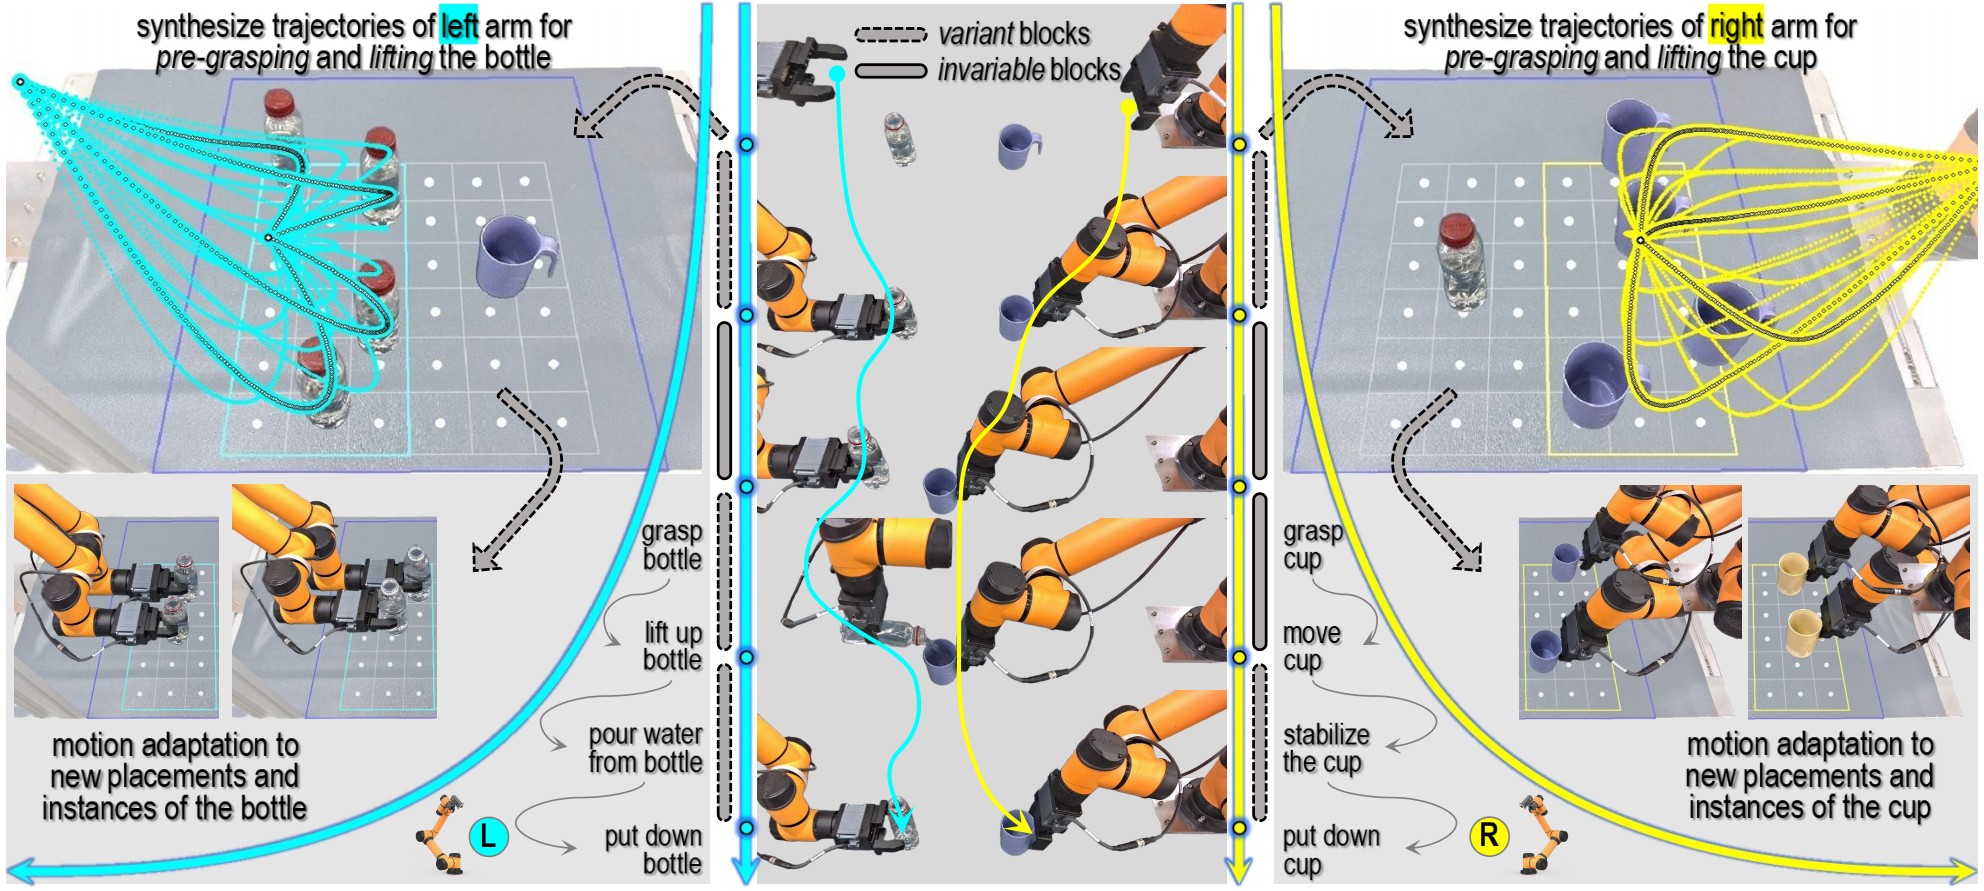 synthesize trajectories of left arm for
pre-grasping and lifting the bottle
variant blocks
invariable blocks
synthesize trajectories of right arm for
pre-grasping and lifting the cup
grasp
bottle
lift up
bottle
pour water
from bottle
put down
bottle
L
motion adaptation to
new placements and
instances of the bottle
grasp
cup
move
cup
stabilize
the cup
put down
cup
R
motion adaptation to
new placements and
instances of the cup